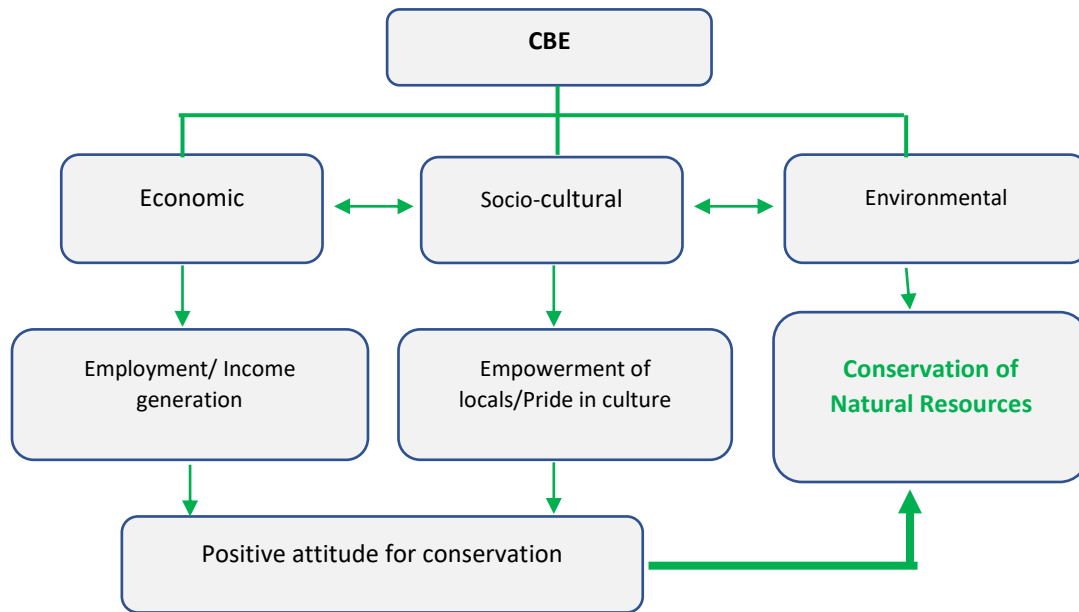 CBE
Economic
Socio-cultural
Environmental
Employment/ Income
generation
Empowerment of
locals/Pride in culture
Conservation of
Natural Resources
Positive attitude for conservation